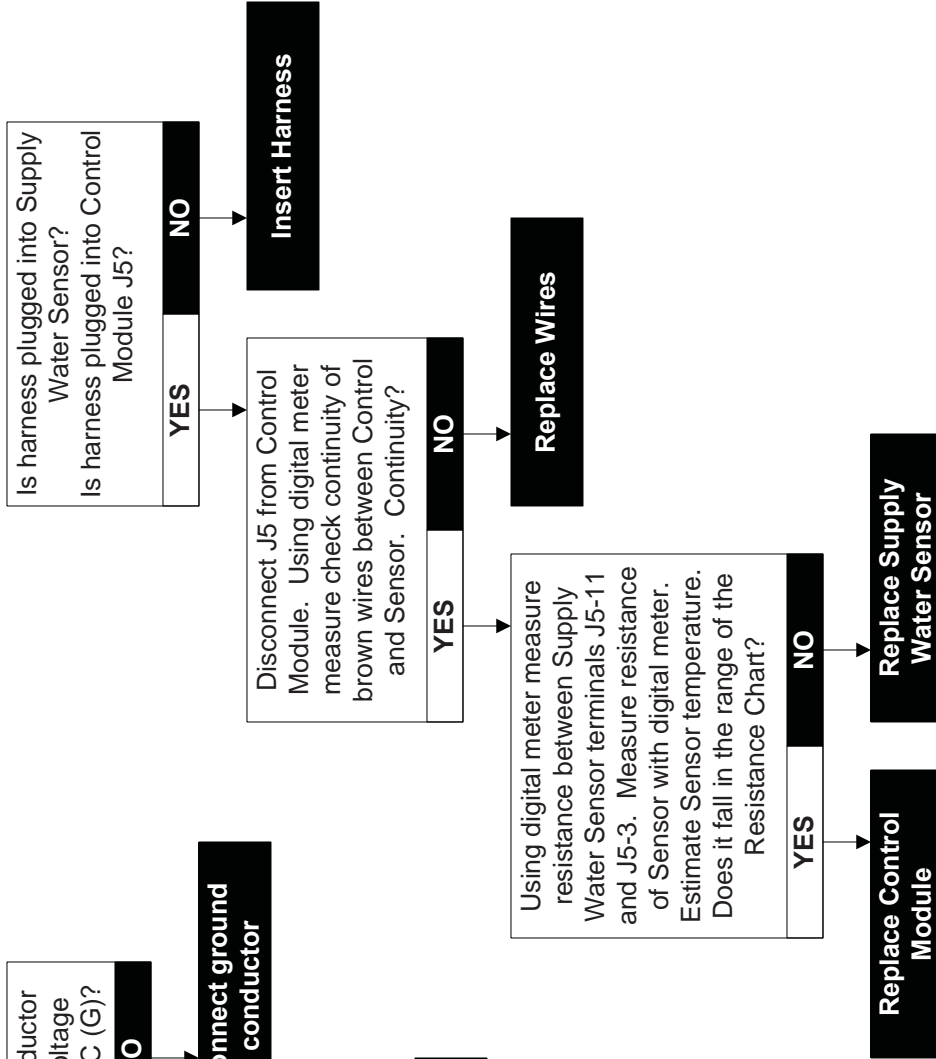 Is harness plugged into Supply
Water Sensor?
Is harness plugged into Control
Module J5?
YES
NO
Insert Harness
Disconnect J5 from Control
Module. Using digital meter
measure check continuity of
brown wires between Control
and Sensor. Continuity?
YES
NO
Replace Wires
Using digital meter measure
resistance between Supply
Water Sensor terminals J5-11
and J5-3. Measure resistance
of Sensor with digital meter.
Estimate Sensor temperature.
Does it fall in the range of the
Resistance Chart?
YES
NO
Replace Control
Module
Replace Supply
Water Sensor
C (G)?
ground
conductor